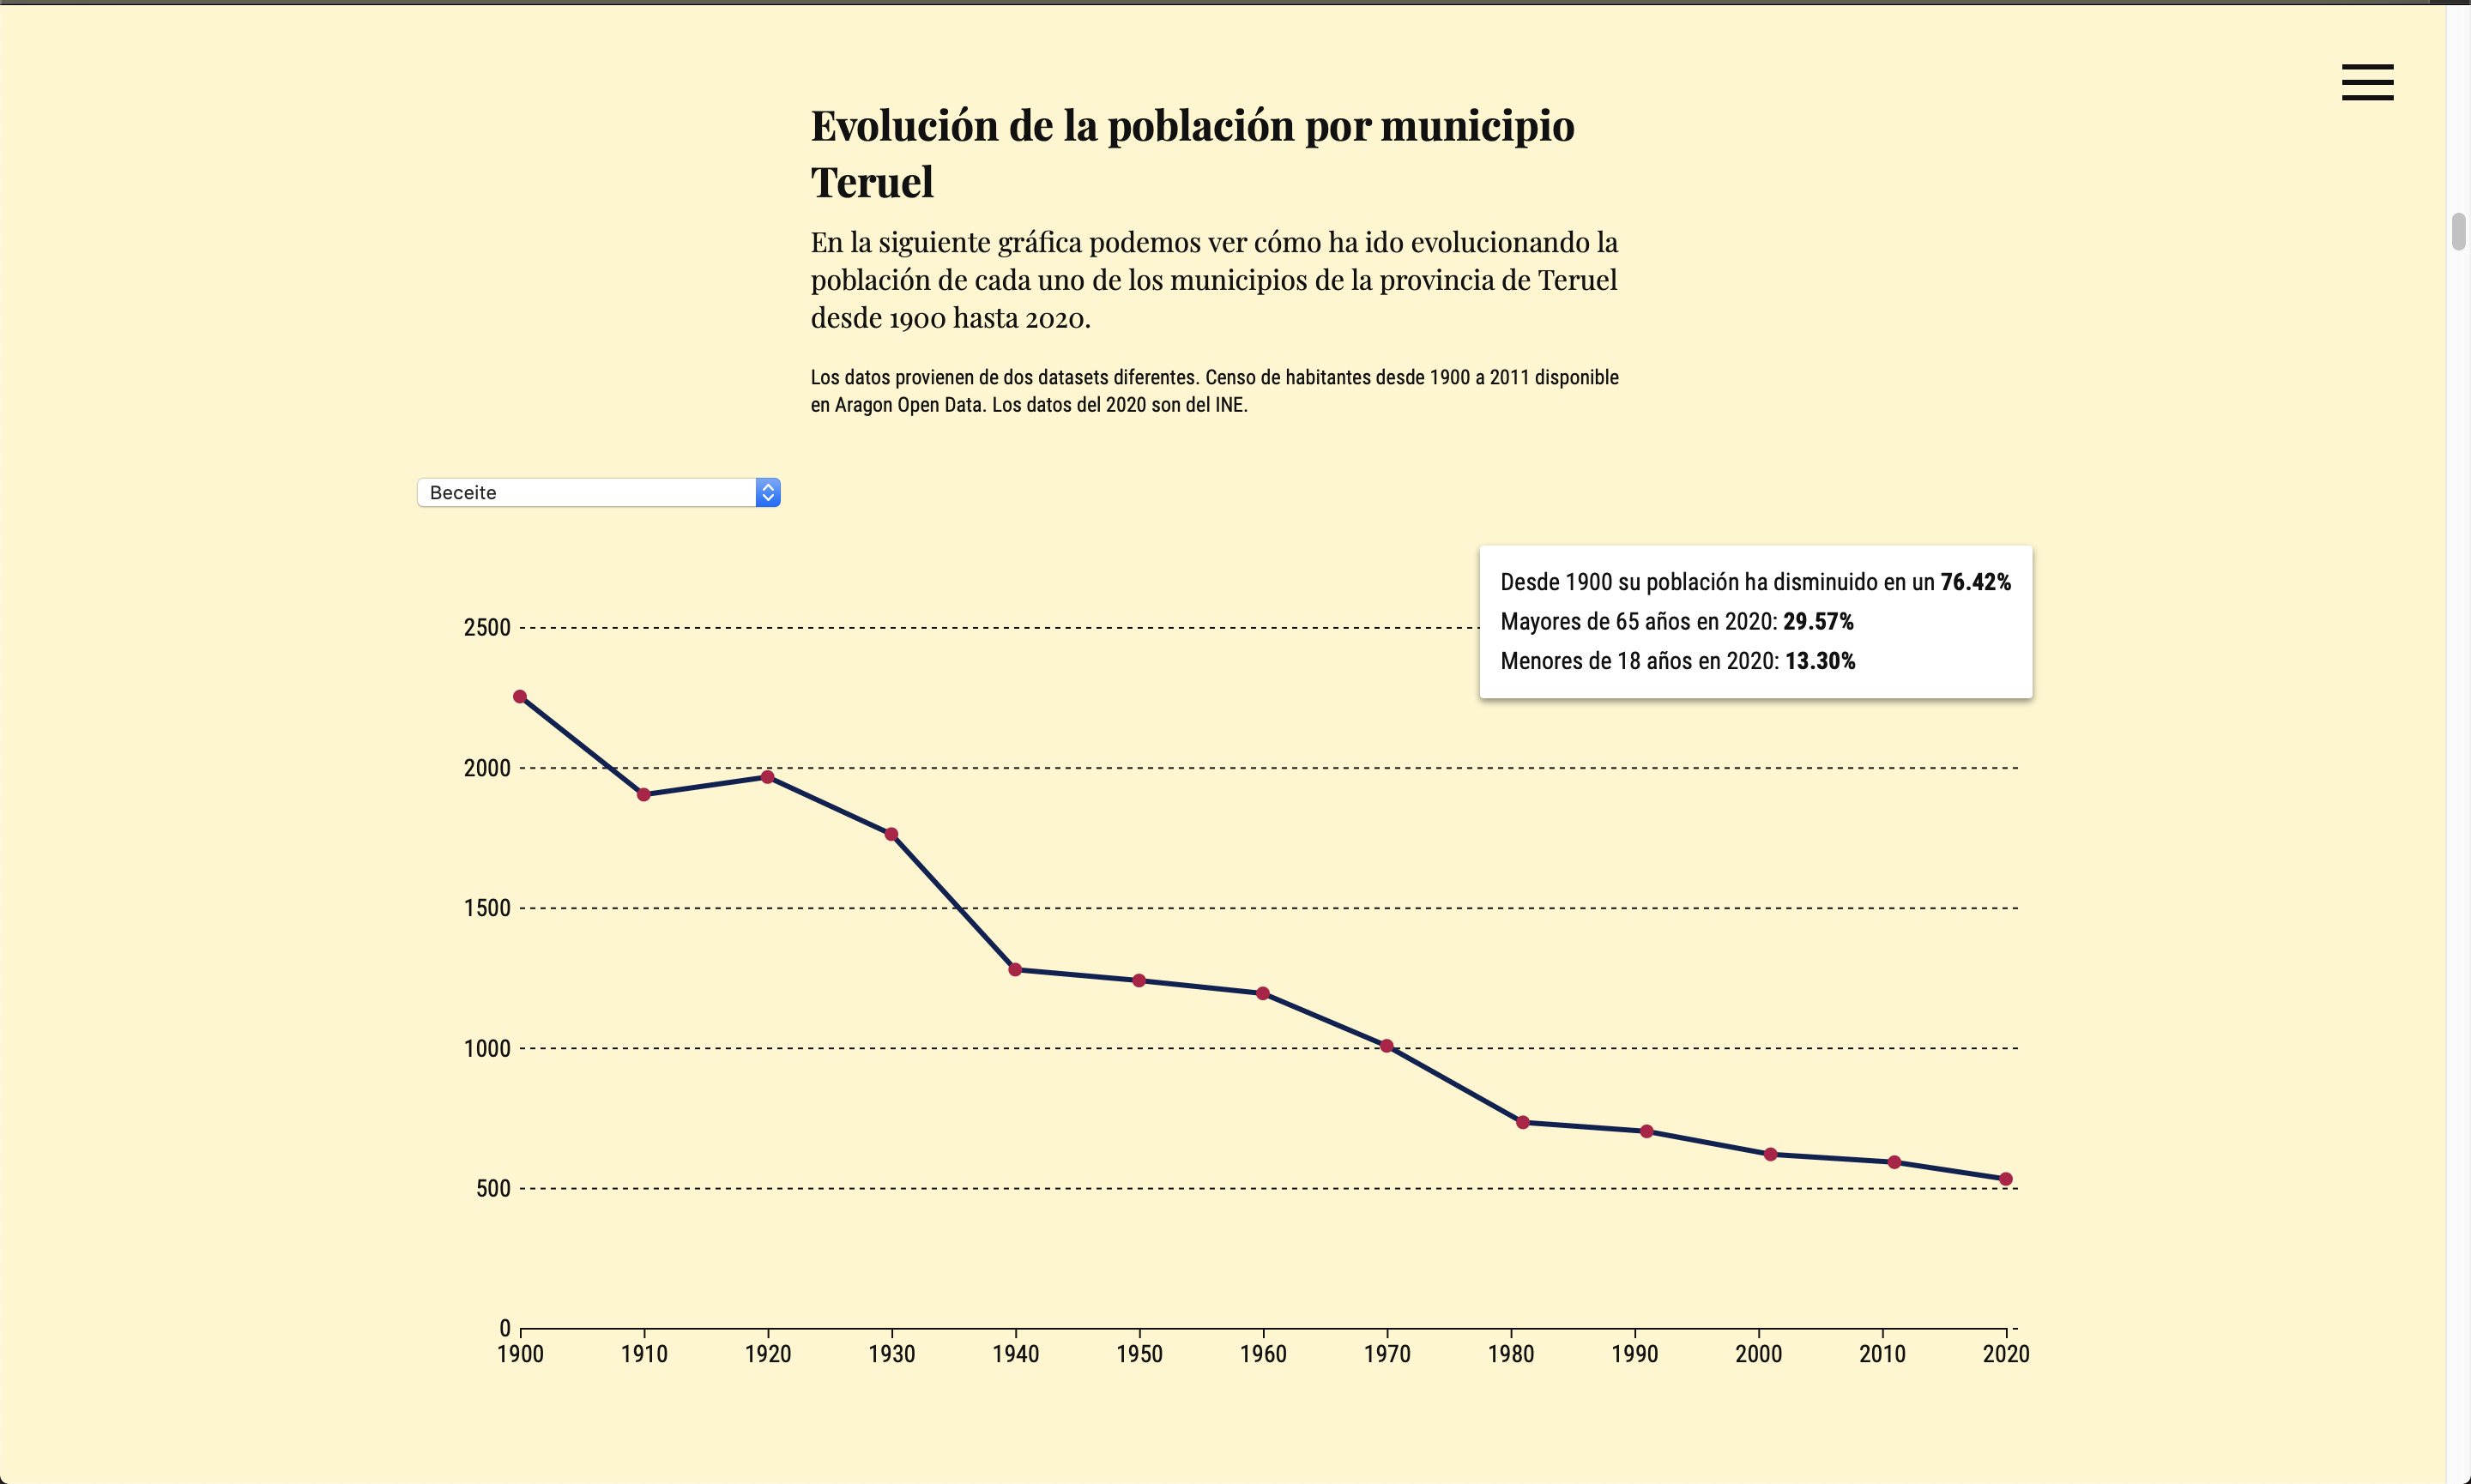 Evolución de la población por municipio
Teruel
En la siguiente gráfica podemos ver cómo ha ido evolucionando la
población de cada uno de los municipios de la provincia de Teruel
desde 1900 hasta 2020.
Los datos provienen de dos datasets diferentes. Censo de habitantes desde 1900 a 2011 disponible
en Aragon Open Data. Los datos del 2020 son del INE.
Beceite
Desde 1900 su población ha disminuido en un 76.42%
Mayores de 65 años en 2020: 29.57%
Menores de 18 años en 2020: 13.30%
2500
2000
1500
1000
500
0
1900 1910 1920 1930 1940 1950 1960 1970 1980 1990 2000 2010 2020